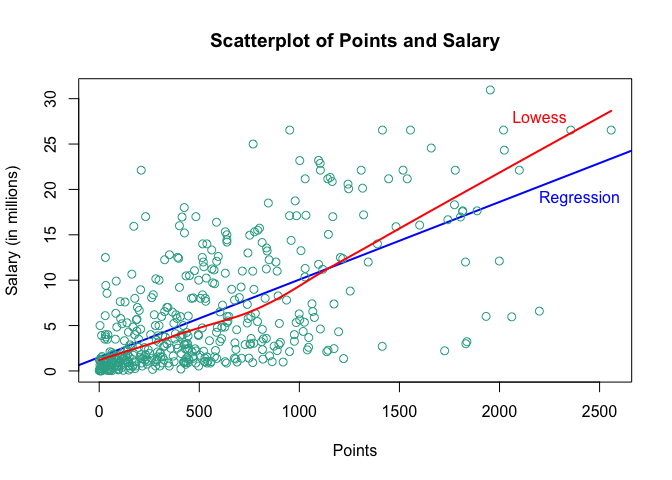 Scatterplot of Points and Salary
Salary (in millions)
30
25
20
15
10
5
0
Lowess
Regression
0 500 1000 1500 2000 2500
Points